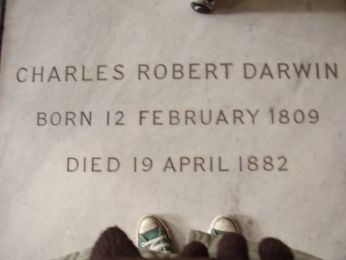 CHARLES ROBERT DARWIN
BORN 12 FEBRUARY 1809
DIED 19 APRIL 1882